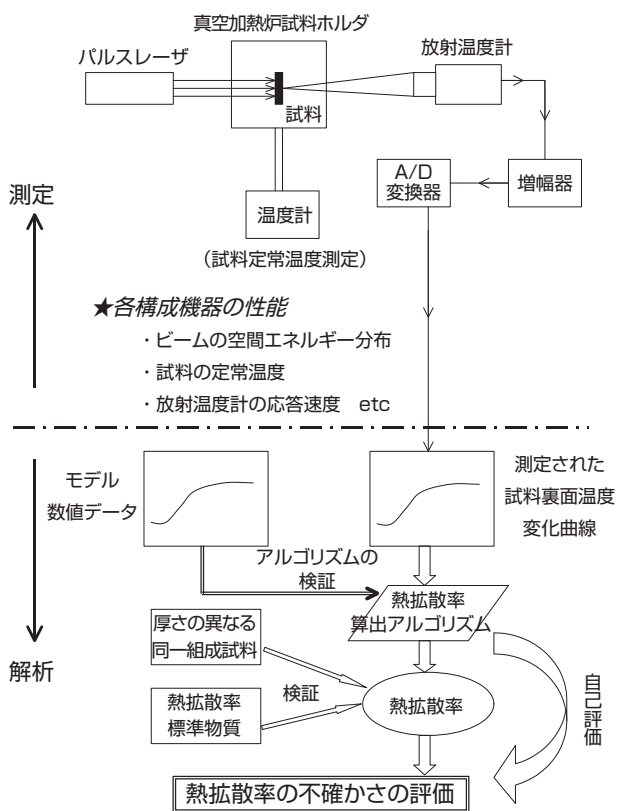 真空加熱炉試料ホルダ
パルスレーザ
放射温度計
試料
A/D
変換器
増幅器
測定
温度計
(試料定常温度測定)
★各構成機器の性能
・ビームの空間エネルギー分布
・試料の定常温度
・放射温度計の応答速度 etc
モデル
数値データ
測定された
試料裏面温度
変化曲線
アルゴリズムの
検証
熱拡散率
算出アルゴリズム
厚さの異なる
同一組成試料
解析
検証
熱拡散率
標準物質
熱拡散率
自己評価
熱拡散率の不確かさの評価